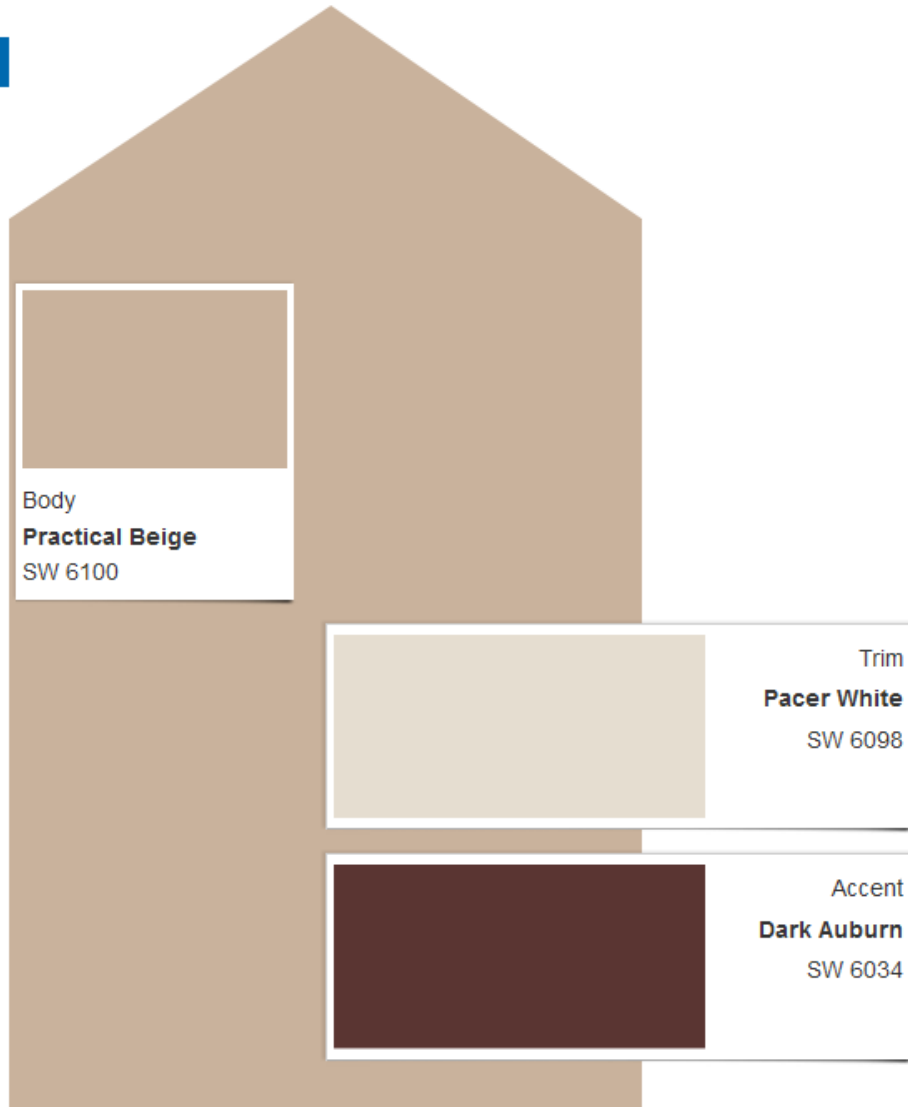 Body
Practical Beige
SW 6100
Trim
Pacer White
SW 6098
Accent
Dark Auburn
SW 6034